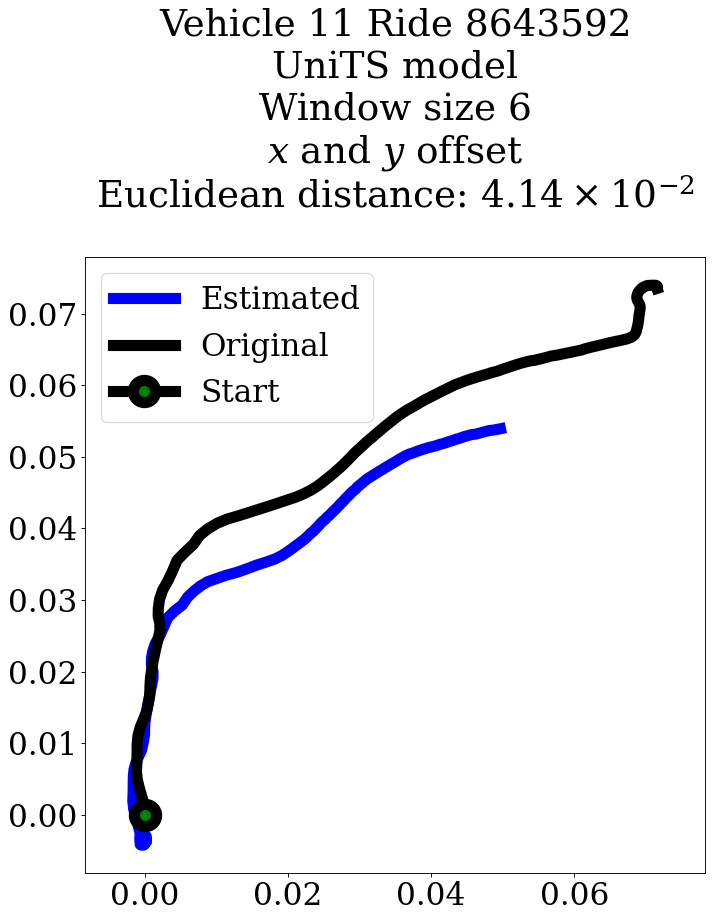 Vehicle 11 Ride 8643592
UniTS model
Window size 6
x and y offset
Euclidean distance: 4.14 × 10⁻²
Estimated
Original
Start
0.07
0.06
0.05
0.04
0.03
0.02
0.01
0.00
0.00 0.02 0.04 0.06